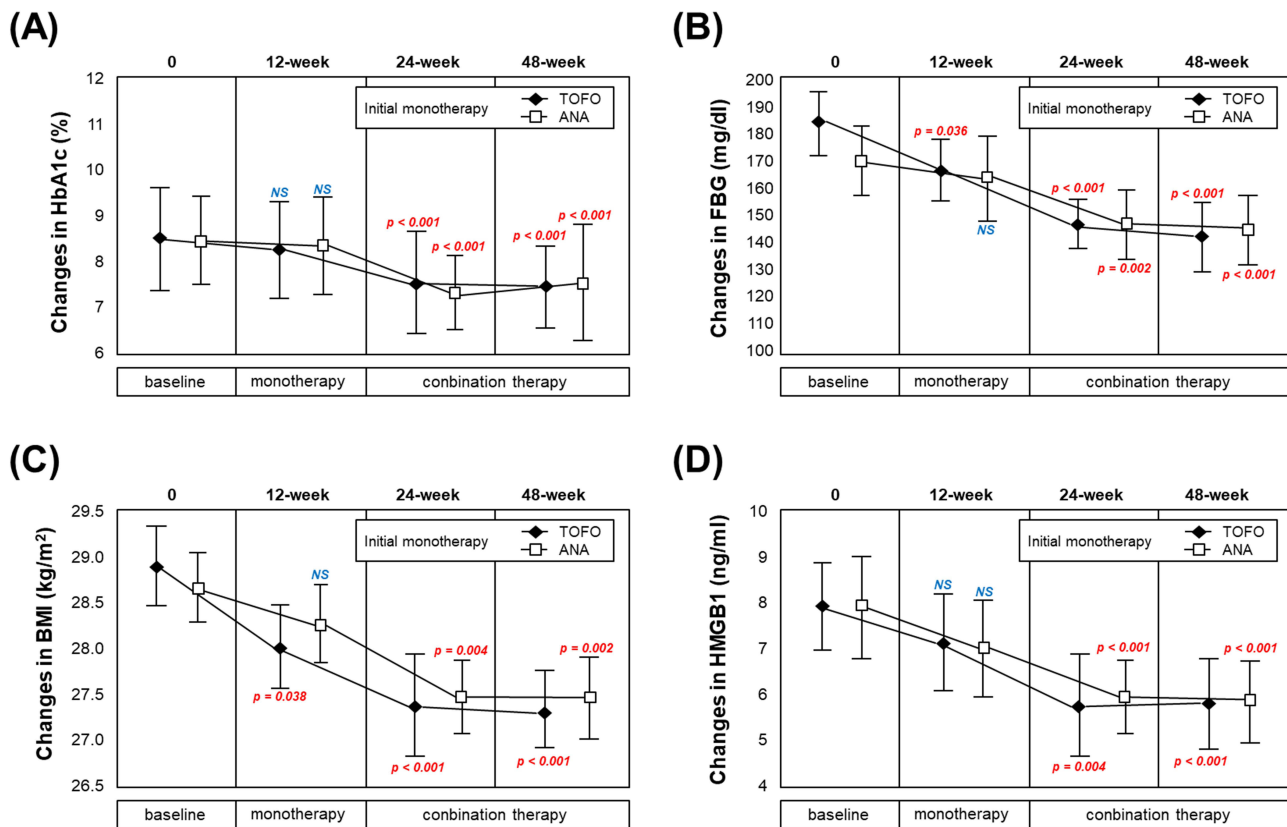 (A)
0 12-week 24-week 48-week
Changes in HbA1c (%)
12
11
9
8
7
6
Initial monotherapy
TOFO
ANA
NS NS
p < 0.001
p < 0.001
p < 0.001
p < 0.001
baseline monotherapy conbination therapy
(B)
0 12-week 24-week 48-week
Changes in FBG (mg/dl)
200
190
180
170
160
150
140
130
120
110
100
Initial monotherapy
TOFO
ANA
p = 0.036
NS
p < 0.001
p = 0.002
p < 0.001
p < 0.001
baseline monotherapy conbination therapy
(C)
0 12-week 24-week 48-week
Changes in BMI (kg/m²)
29.5
29.0
28.5
28.0
27.5
27.0
26.5
Initial monotherapy
TOFO
ANA
NS
p = 0.038
p = 0.004
p < 0.001
p = 0.002
p < 0.001
baseline monotherapy conbination therapy
(D)
0 12-week 24-week 48-week
Changes in HMGB1 (ng/ml)
10
9
8
7
6
5
4
Initial monotherapy
TOFO
ANA
NS NS
p < 0.001
p = 0.004
p < 0.001
p < 0.001
baseline monotherapy conbination therapy